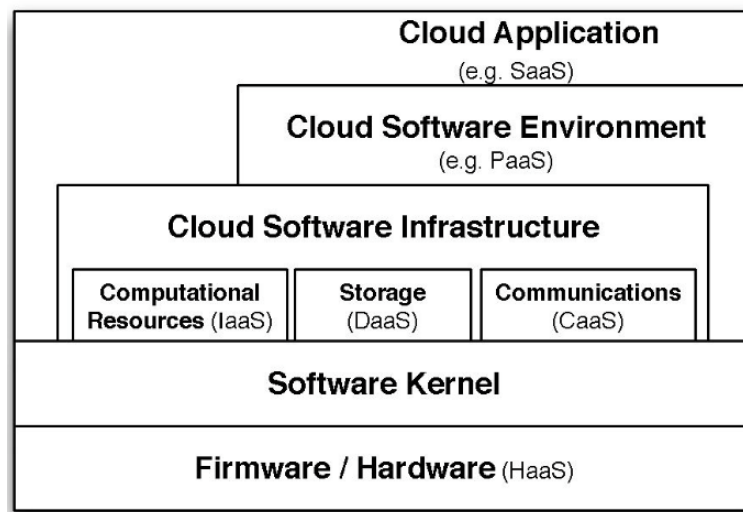 Cloud Application
(e.g. SaaS)
Cloud Software Environment
(e.g. PaaS)
Cloud Software Infrastructure
Computational
Resources (IaaS)
Storage
(DaaS)
Communications
(CaaS)
Software Kernel
Firmware / Hardware (HaaS)